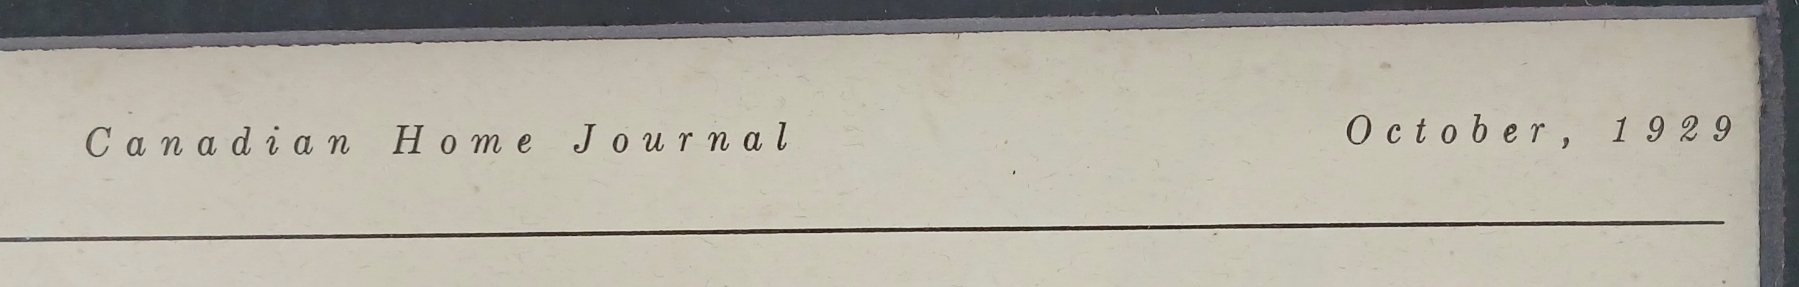 Canadian Home Journal October, 1929